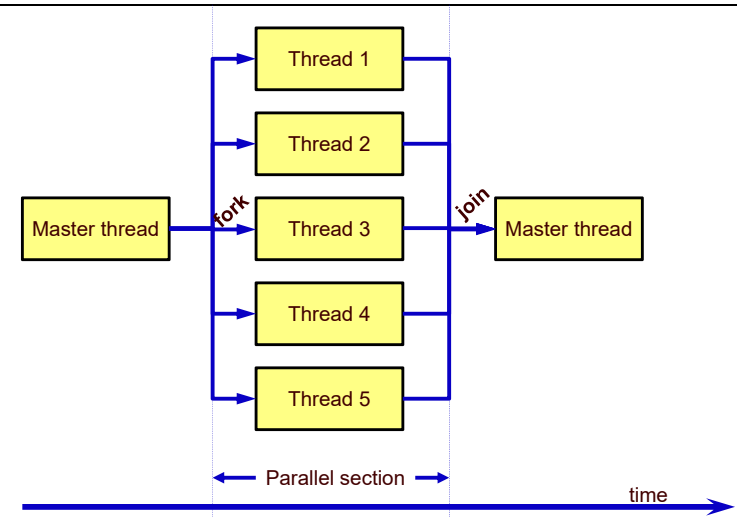 Thread 1
Thread 2
fork
join
Master thread
Thread 3
Master thread
Thread 4
Thread 5
Parallel section
time